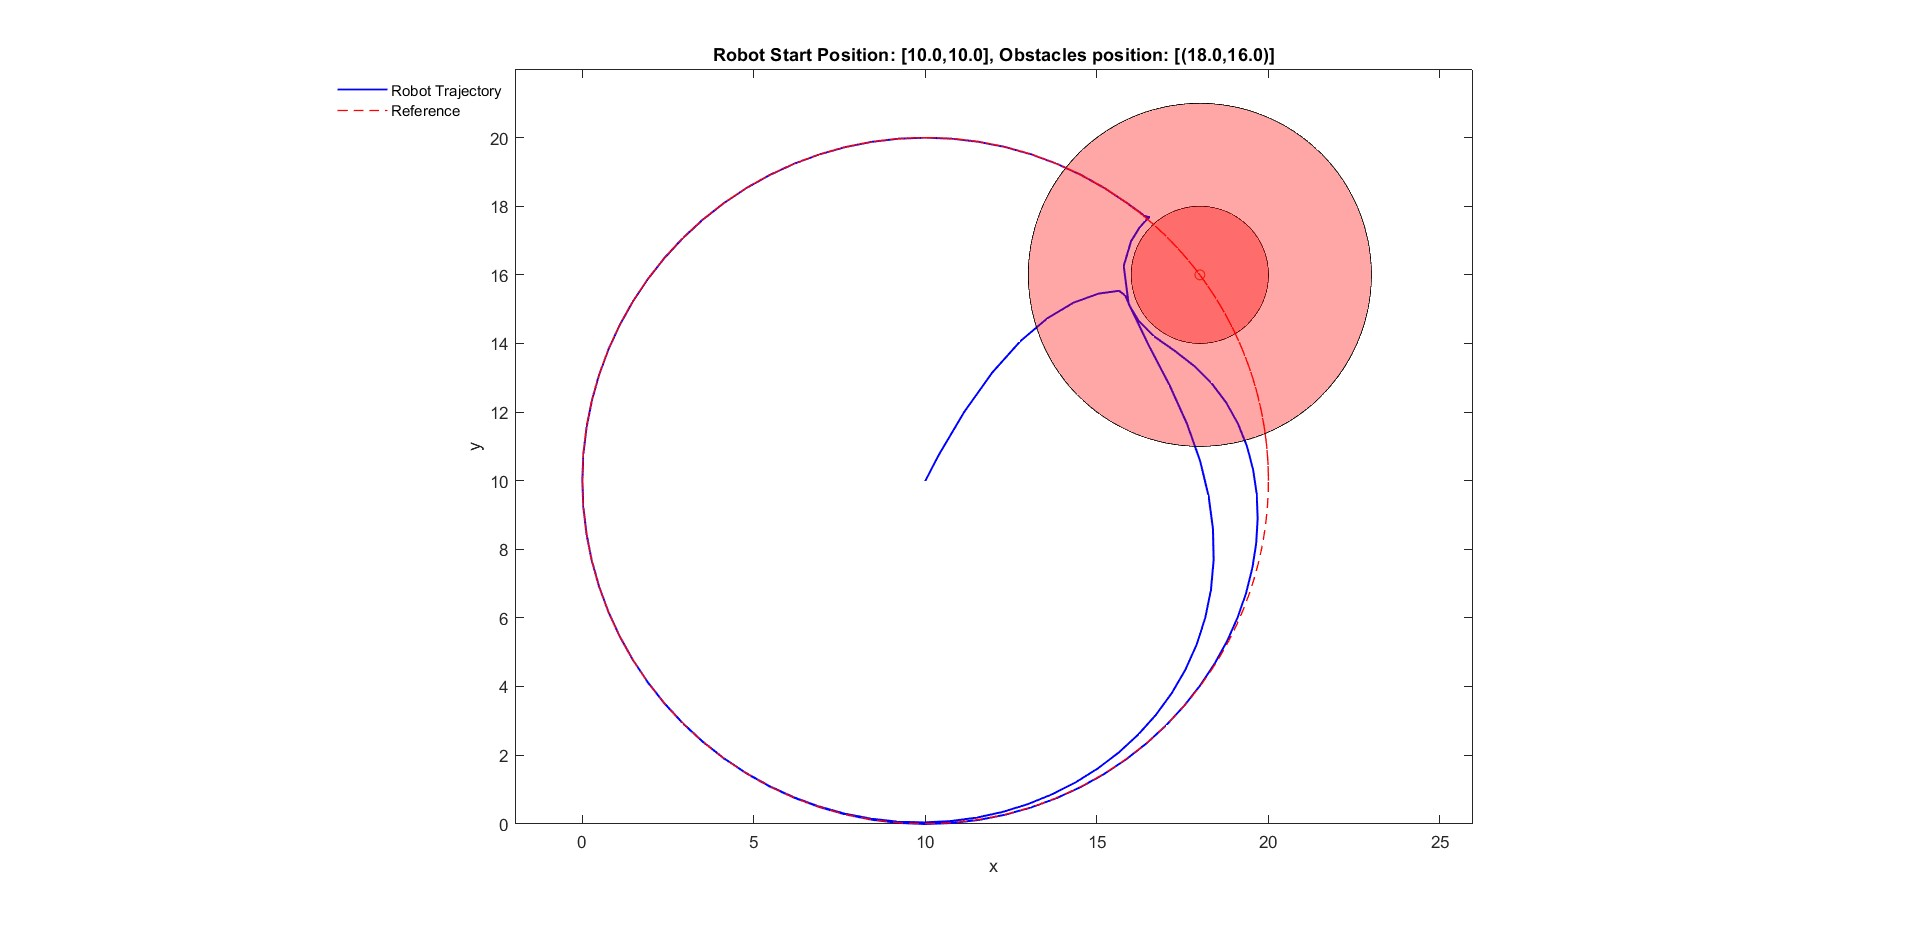 Robot Start Position: [10.0,10.0], Obstacles position: [(18.0,16.0)]
Robot Trajectory
Reference
20
18
16
14
12
10
8
6
4
2
0
y
0 5 10 15 20 25
x